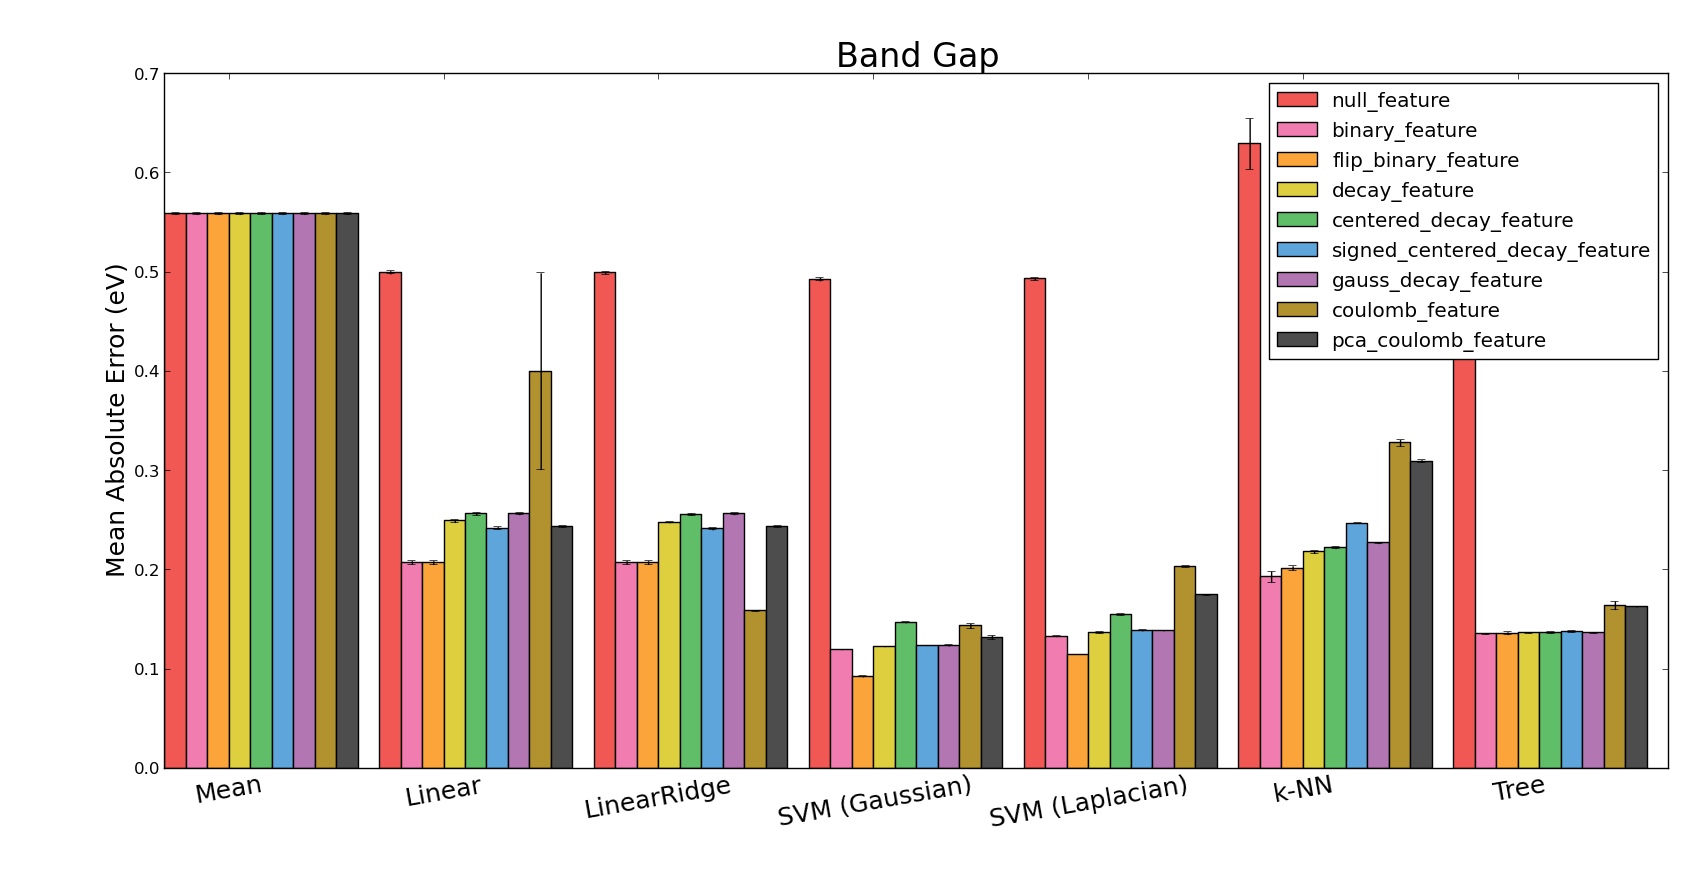 Band Gap
0.7
0.6
0.5
0.4
0.3
0.2
0.1
0.0
Mean Absolute Error (eV)
null_feature
binary_feature
flip_binary_feature
decay_feature
centered_decay_feature
signed_centered_decay_feature
gauss_decay_feature
coulomb_feature
pca_coulomb_feature
Mean
Linear
LinearRidge
SVM (Gaussian)
SVM (Laplacian)
k-NN
Tree